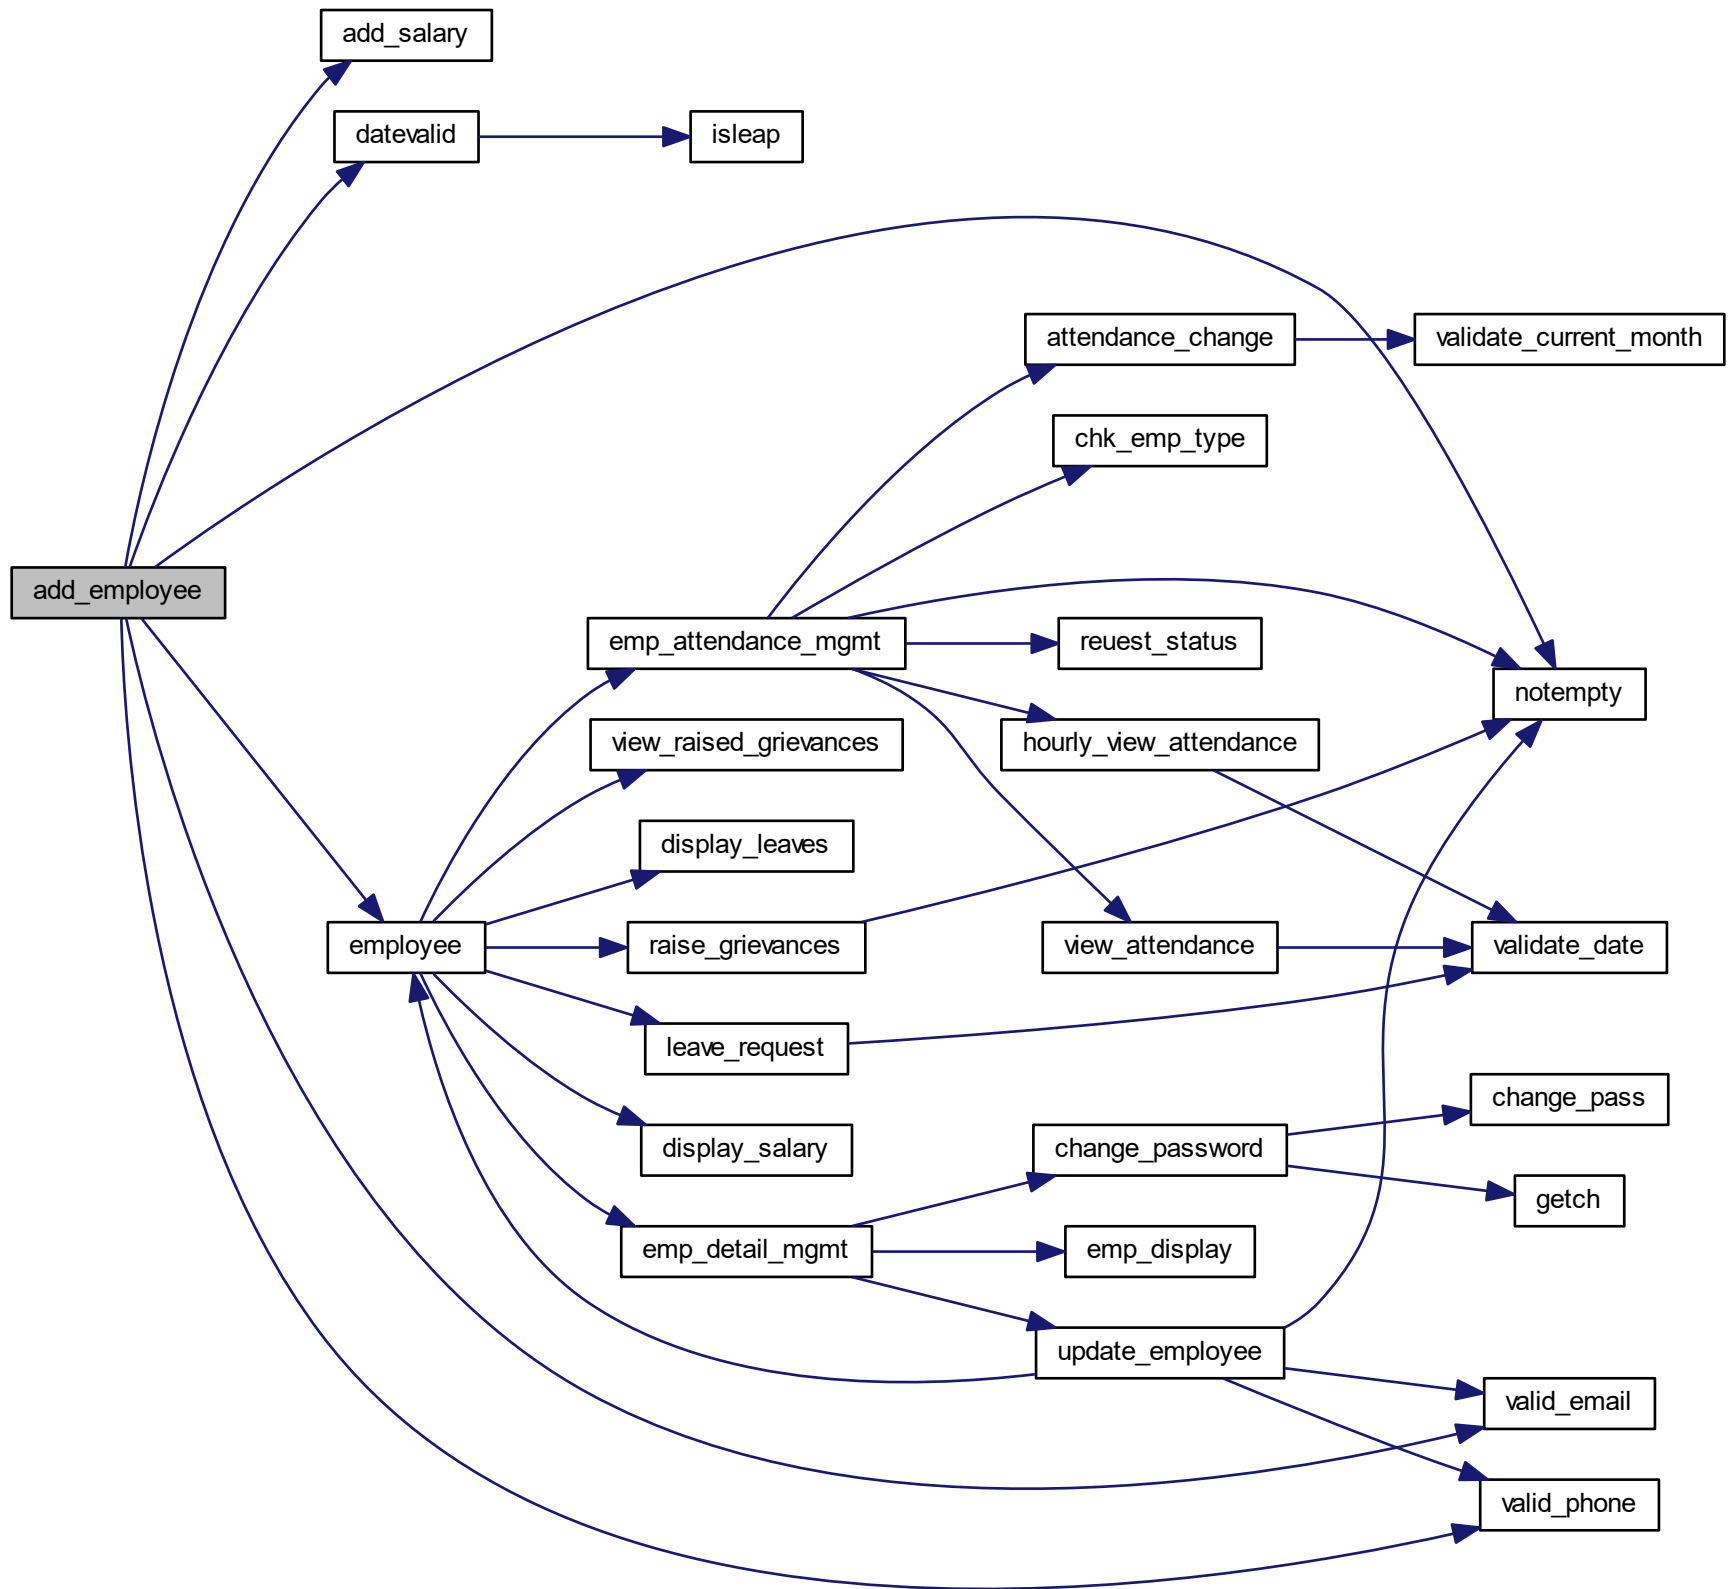 add_salary
datevalid
isleap
attendance_change
validate_current_month
chk_emp_type
add_employee
emp_attendance_mgmt
reuest_status
notempty
view_raised_grievances
hourly_view_attendance
display_leaves
employee
raise_grievances
view_attendance
validate_date
leave_request
change_pass
display_salary
change_password
getch
emp_detail_mgmt
emp_display
update_employee
valid_email
valid_phone